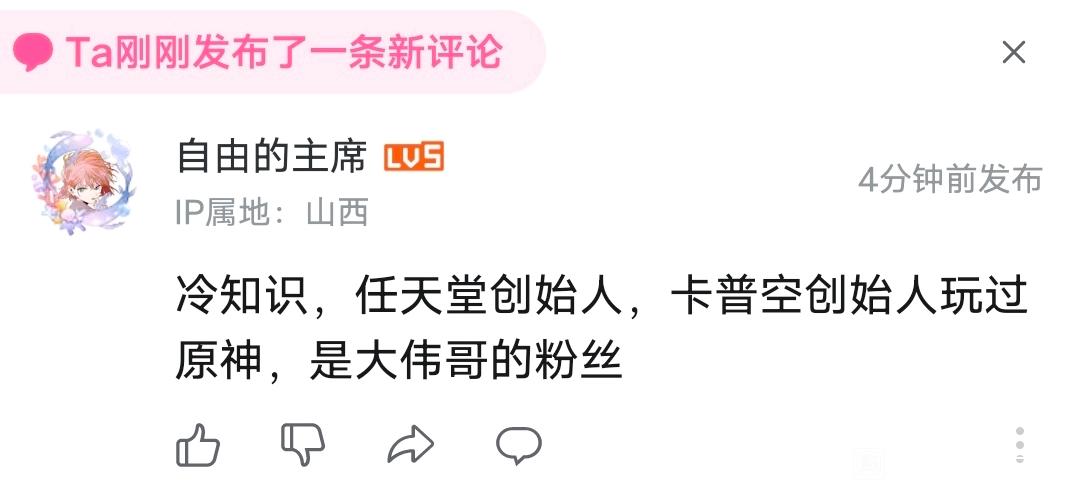 Ta刚刚发布了一条新评论
自由的主席 LV5
4分钟前发布
IP属地：山西
冷知识，任天堂创始人，卡普空创始人玩过
原神，是大伟哥的粉丝